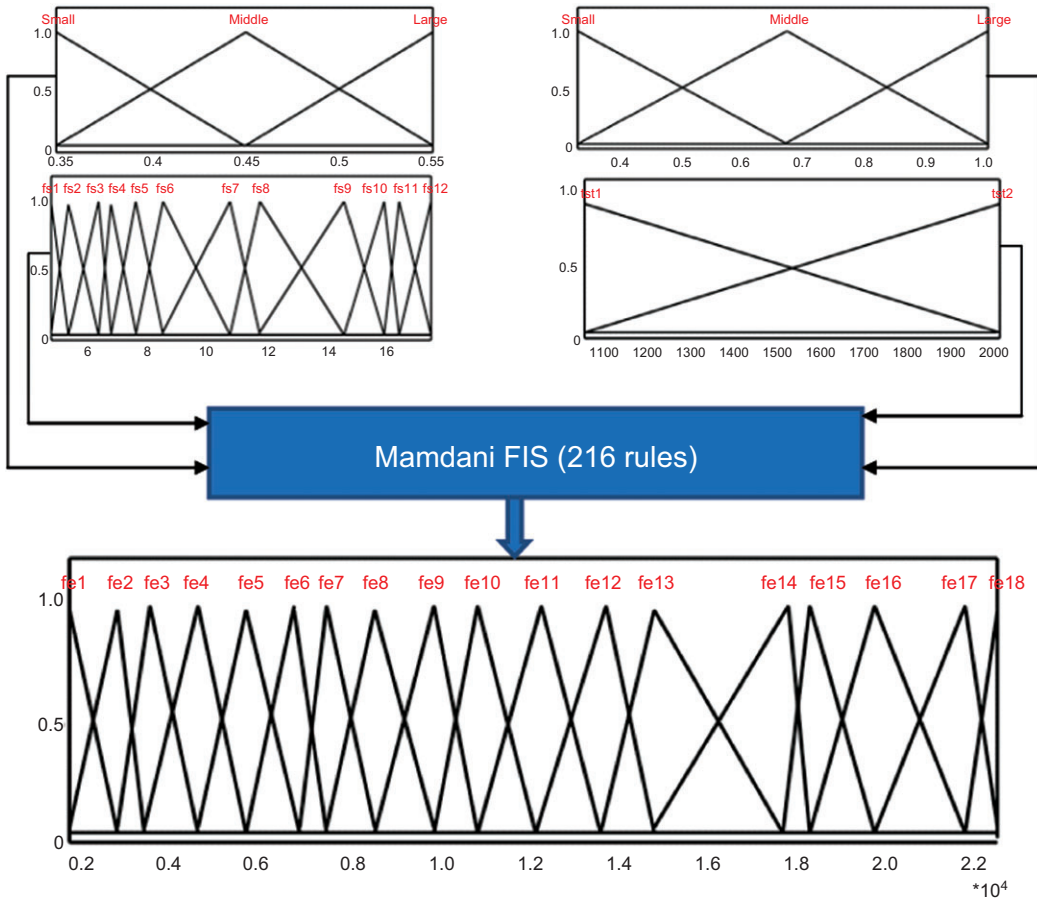 Small Middle Large
1.0
0.5
0
0.35 0.4 0.45 0.5 0.55
Small Middle Large
1.0
0.5
0
0.4 0.5 0.6 0.7 0.8 0.9 1.0
fs1 fs2 fs3 fs4 fs5 fs6 fs7 fs8 fs9 fs10 fs11 fs12
1.0
0.5
0
6 8 10 12 14 16
tst1 tst2
1.0
0.5
0
1100 1200 1300 1400 1500 1600 1700 1800 1900 2000
Mamdani FIS (216 rules)
fe1 fe2 fe3 fe4 fe5 fe6 fe7 fe8 fe9 fe10 fe11 fe12 fe13 fe14 fe15 fe16 fe17 fe18
1.0
0.5
0
0.2 0.4 0.6 0.8 1.0 1.2 1.4 1.6 1.8 2.0 2.2
*10⁴